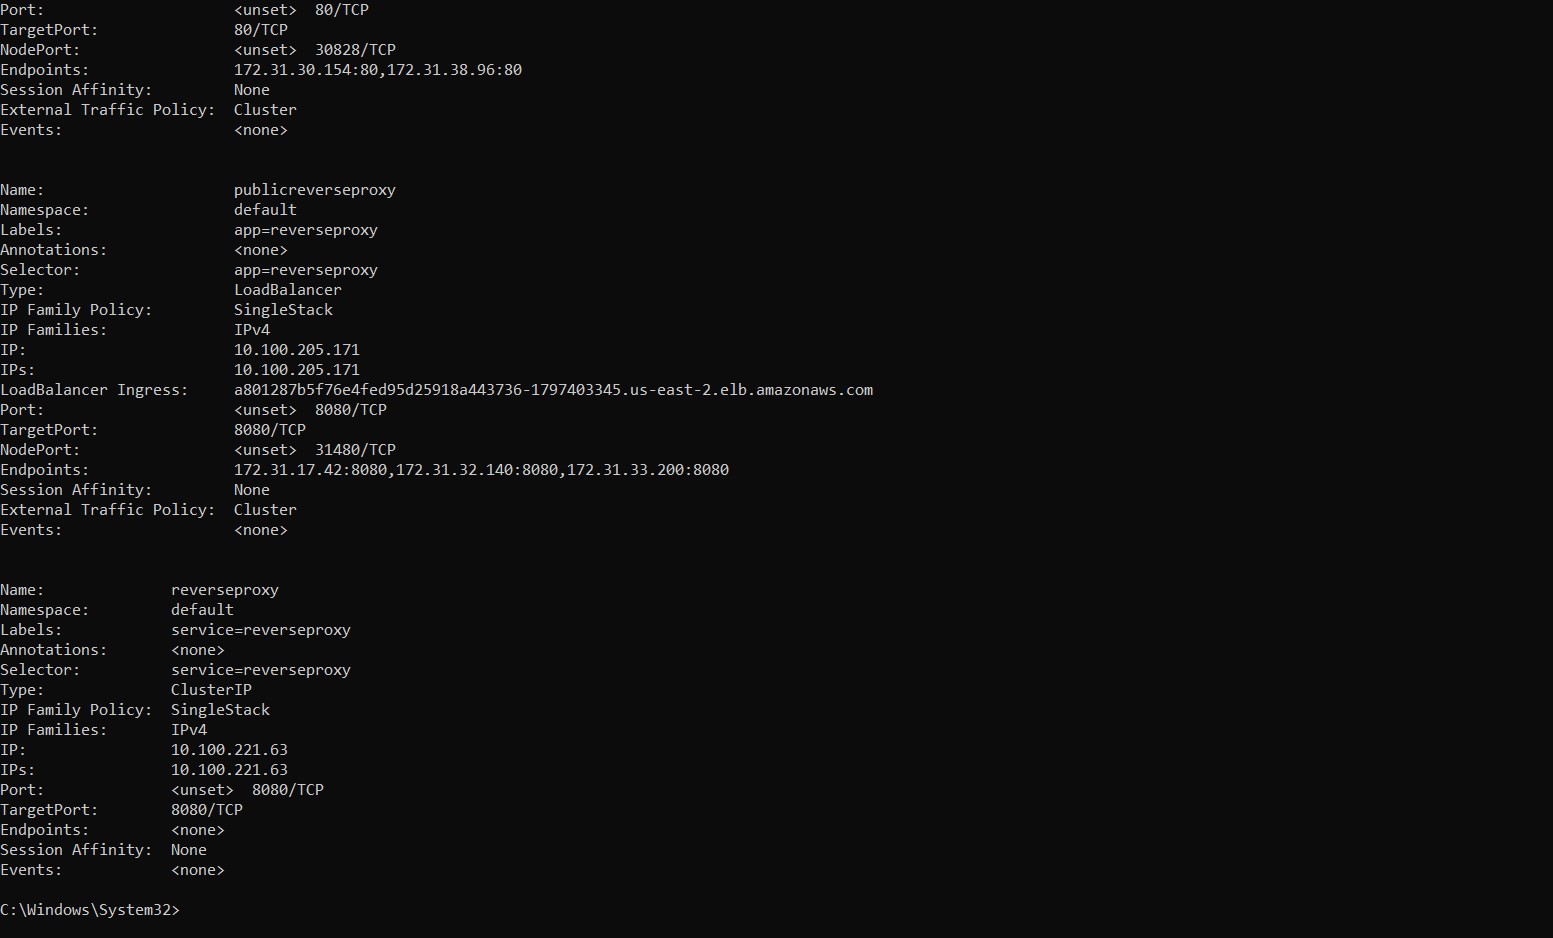 Port:                     <unset>  80/TCP
TargetPort:               80/TCP
NodePort:                 <unset>  30828/TCP
Endpoints:                172.31.30.154:80,172.31.38.96:80
Session Affinity:         None
External Traffic Policy:  Cluster
Events:                   <none>
Name:                     publicreverseproxy
Namespace:                default
Labels:                   app=reverseproxy
Annotations:              <none>
Selector:                 app=reverseproxy
Type:                     LoadBalancer
IP Family Policy:         SingleStack
IP Families:              IPv4
IP:                       10.100.205.171
IPs:                      10.100.205.171
LoadBalancer Ingress:     a801287b5f76e4fed95d25918a443736-1797403345.us-east-2.elb.amazonaws.com
Port:                     <unset>  8080/TCP
TargetPort:               8080/TCP
NodePort:                 <unset>  31480/TCP
Endpoints:                172.31.17.42:8080,172.31.32.140:8080,172.31.33.200:8080
Session Affinity:         None
External Traffic Policy:  Cluster
Events:                   <none>
Name:              reverseproxy
Namespace:         default
Labels:            service=reverseproxy
Annotations:       <none>
Selector:          service=reverseproxy
Type:              ClusterIP
IP Family Policy:  SingleStack
IP Families:       IPv4
IP:                10.100.221.63
IPs:               10.100.221.63
Port:              <unset>  8080/TCP
TargetPort:        8080/TCP
Endpoints:         <none>
Session Affinity:  None
Events:            <none>
C:\Windows\System32>